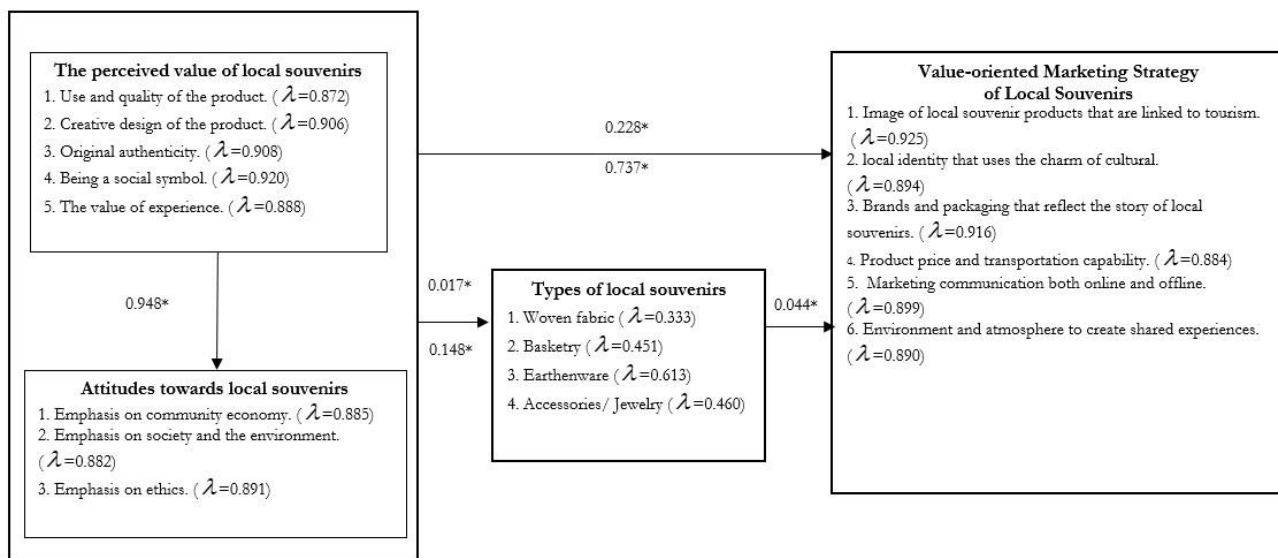 The perceived value of local souvenirs
1. Use and quality of the product. ( λ=0.872)
2. Creative design of the product. ( λ=0.906)
3. Original authenticity. ( λ=0.908)
4. Being a social symbol. ( λ=0.920)
5. The value of experience. ( λ=0.888)
0.948*
Attitudes towards local souvenirs
1. Emphasis on community economy. ( λ=0.885)
2. Emphasis on society and the environment.
( λ=0.882)
3. Emphasis on ethics. ( λ=0.891)
0.228*
0.737*
0.017*
0.148*
Types of local souvenirs
1. Woven fabric ( λ=0.333)
2. Basketry ( λ=0.451)
3. Earthenware ( λ=0.613)
4. Accessories/ Jewelry ( λ=0.460)
0.044*
Value-oriented Marketing Strategy
of Local Souvenirs
1. Image of local souvenir products that are linked to tourism.
( λ=0.925)
2. local identity that uses the charm of cultural.
( λ=0.894)
3. Brands and packaging that reflect the story of local
souvenirs. ( λ=0.916)
4. Product price and transportation capability. ( λ=0.884)
5. Marketing communication both online and offline.
( λ=0.899)
6. Environment and atmosphere to create shared experiences.
( λ=0.890)